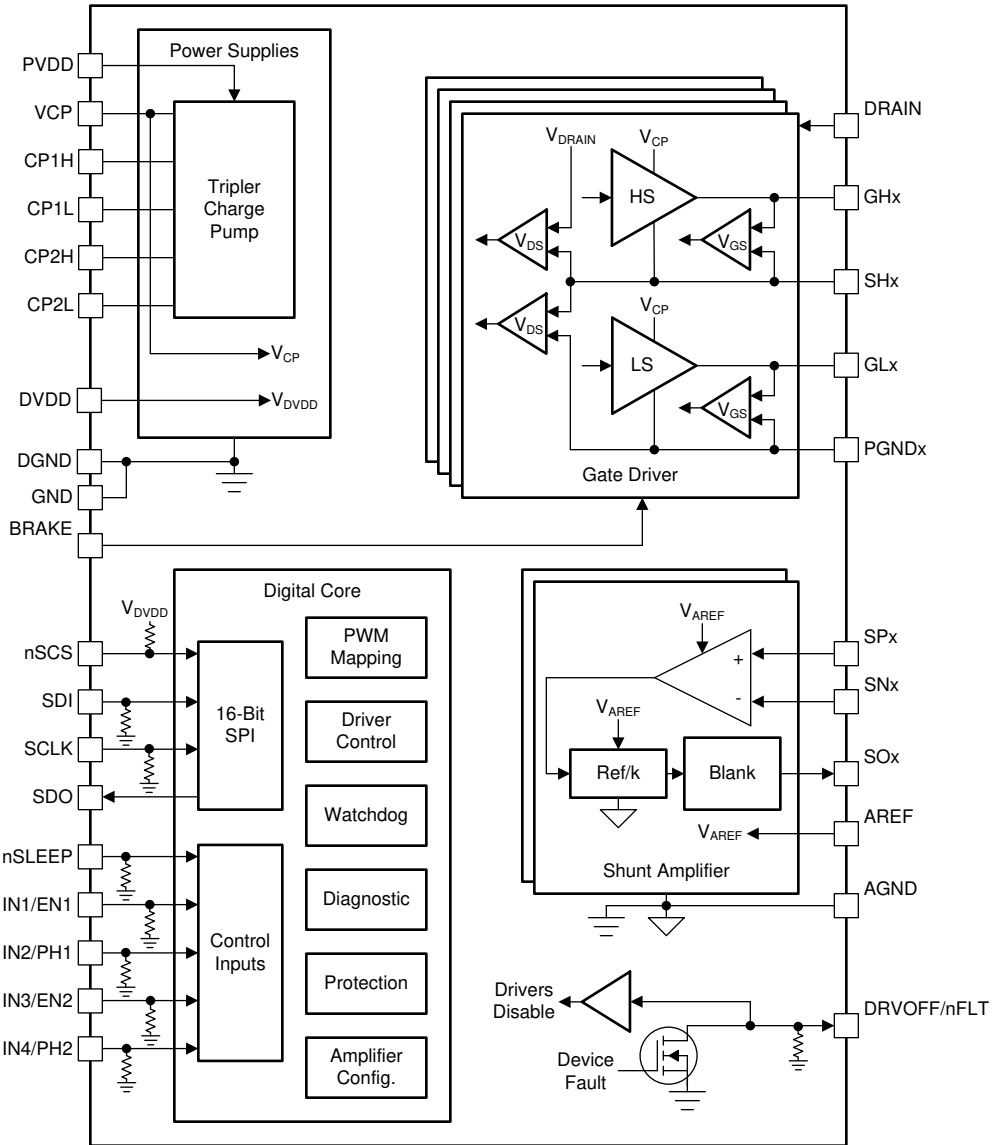 Power Supplies
PVDD
VCP
CP1H
CP1L
CP2H
CP2L
Tripler
Charge
Pump
VCP
DVDD
VDVDD
DGND
GND
BRAKE
VDRAIN
VCP
HS
VDS
VGS
VDS
VCP
LS
VGS
Gate Driver
DRAIN
GHx
SHx
GLx
PGNDx
Digital Core
VDVDD
nSCS
SDI
SCLK
SDO
16-Bit
SPI
nSLEEP
IN1/EN1
IN2/PH1
IN3/EN2
IN4/PH2
Control
Inputs
PWM
Mapping
Driver
Control
Watchdog
Diagnostic
Protection
Amplifier
Config.
VAREF
+
-
VAREF
Ref/k
Blank
VAREF
Shunt Amplifier
SPx
SNx
SOx
AREF
AGND
Drivers
Disable
Device
Fault
DRVOFF/nFLT